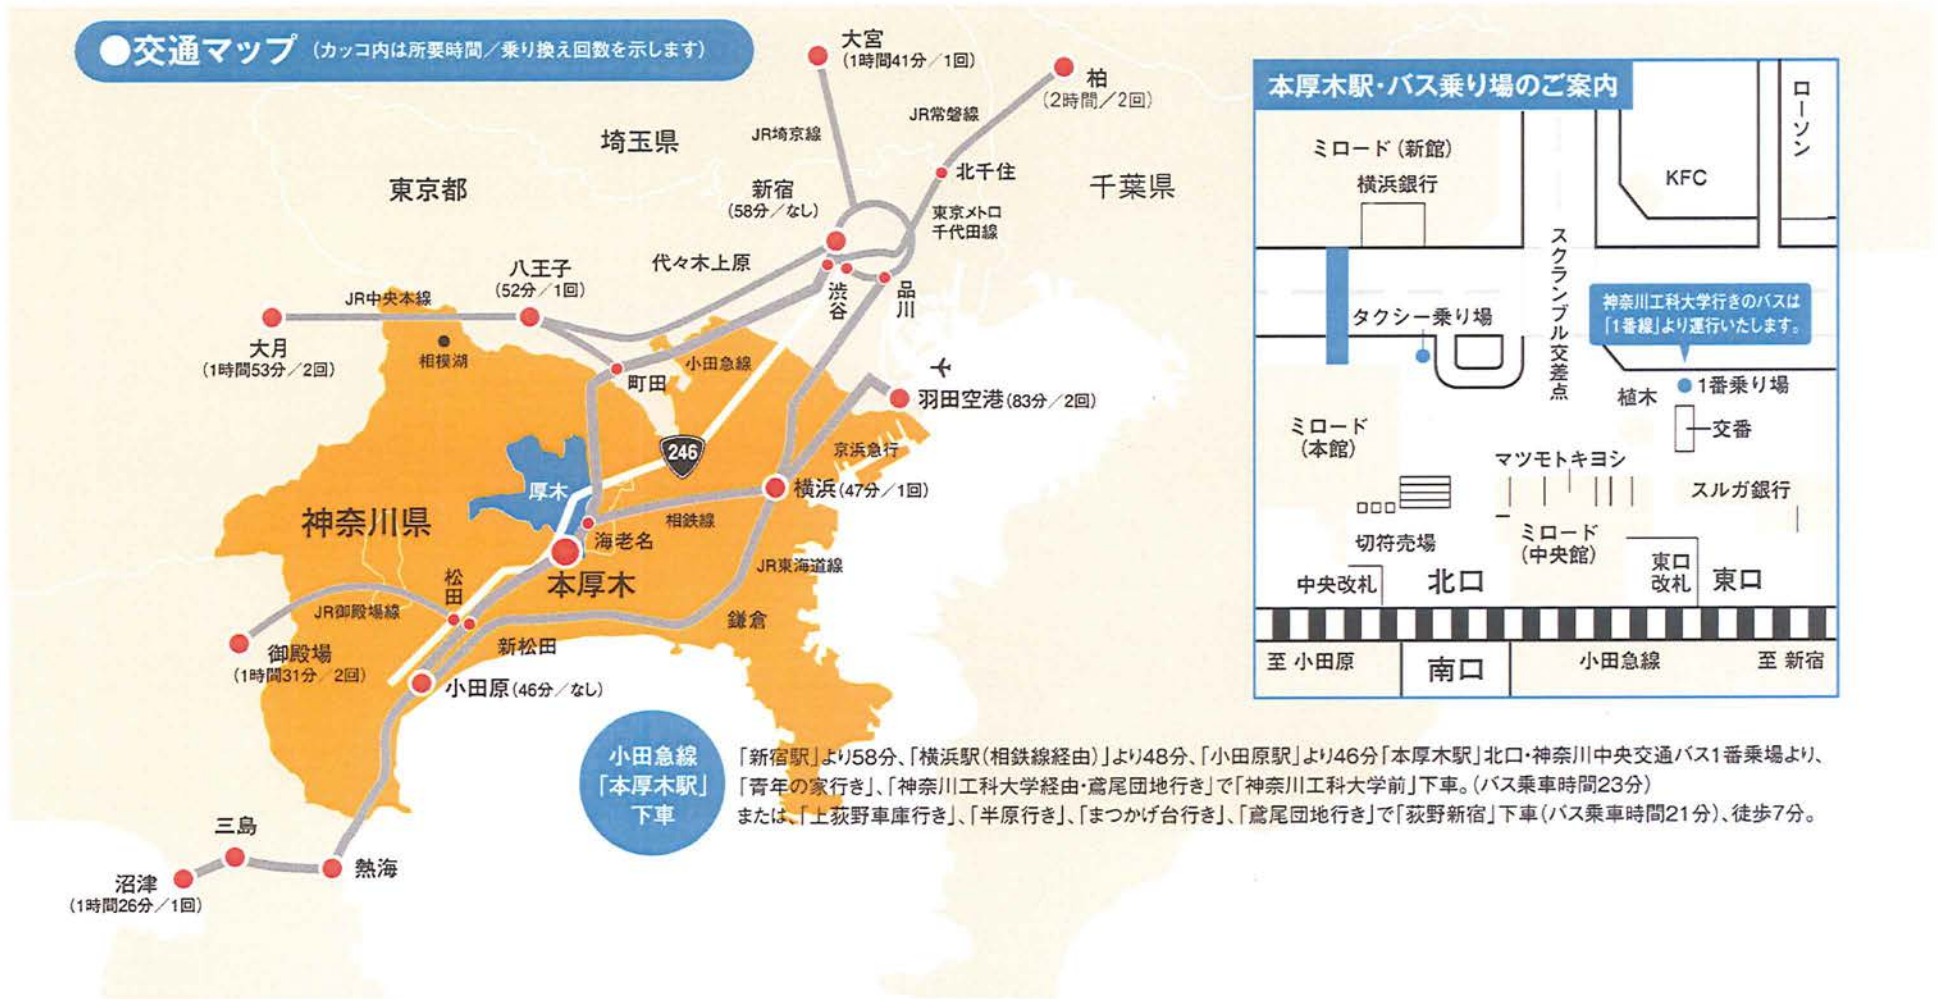 ●交通マップ（カッコ内は所要時間／乗り換え回数を示します）
大宮
（1時間41分／1回）
柏
（2時間／2回）
JR常磐線
JR埼京線
埼玉県
北千住
東京都
新宿
（58分／なし）
千葉県
東京メトロ
千代田線
代々木上原
八王子
（52分／1回）
JR中央本線
渋谷
品川
大月
（1時間53分／2回）
相模湖
小田急線
町田
羽田空港（83分／2回）
246
京浜急行
厚木
横浜（47分／1回）
神奈川県
相鉄線
海老名
JR東海道線
本厚木
松田
JR御殿場線
鎌倉
新松田
御殿場
（1時間31分／2回）
小田原（46分／なし）
三島
熱海
沼津
（1時間26分／1回）
本厚木駅・バス乗り場のご案内
ローソン
ミロード（新館）
横浜銀行
KFC
スクランブル交差点
神奈川工科大学行きのバスは
「1番線」より運行いたします。
タクシー乗り場
1番乗り場
植木
交番
ミロード
（本館）
マツモトキヨシ
スルガ銀行
切符売場
ミロード
（中央館）
中央改札
北口
東口
改札
東口
至 小田原
南口
小田急線
至 新宿
小田急線
「本厚木駅」
下車
「新宿駅」より58分、「横浜駅（相鉄線経由）」より48分、「小田原駅」より46分「本厚木駅」北口・神奈川中央交通バス1番乗場より、
「青年の家行き」、「神奈川工科大学経由・鳶尾団地行き」で「神奈川工科大学前」下車。（バス乗車時間23分）
または、「上荻野車庫行き」、「半原行き」、「まつかげ台行き」、「鳶尾団地行き」で「荻野新宿」下車（バス乗車時間21分）、徒歩7分。